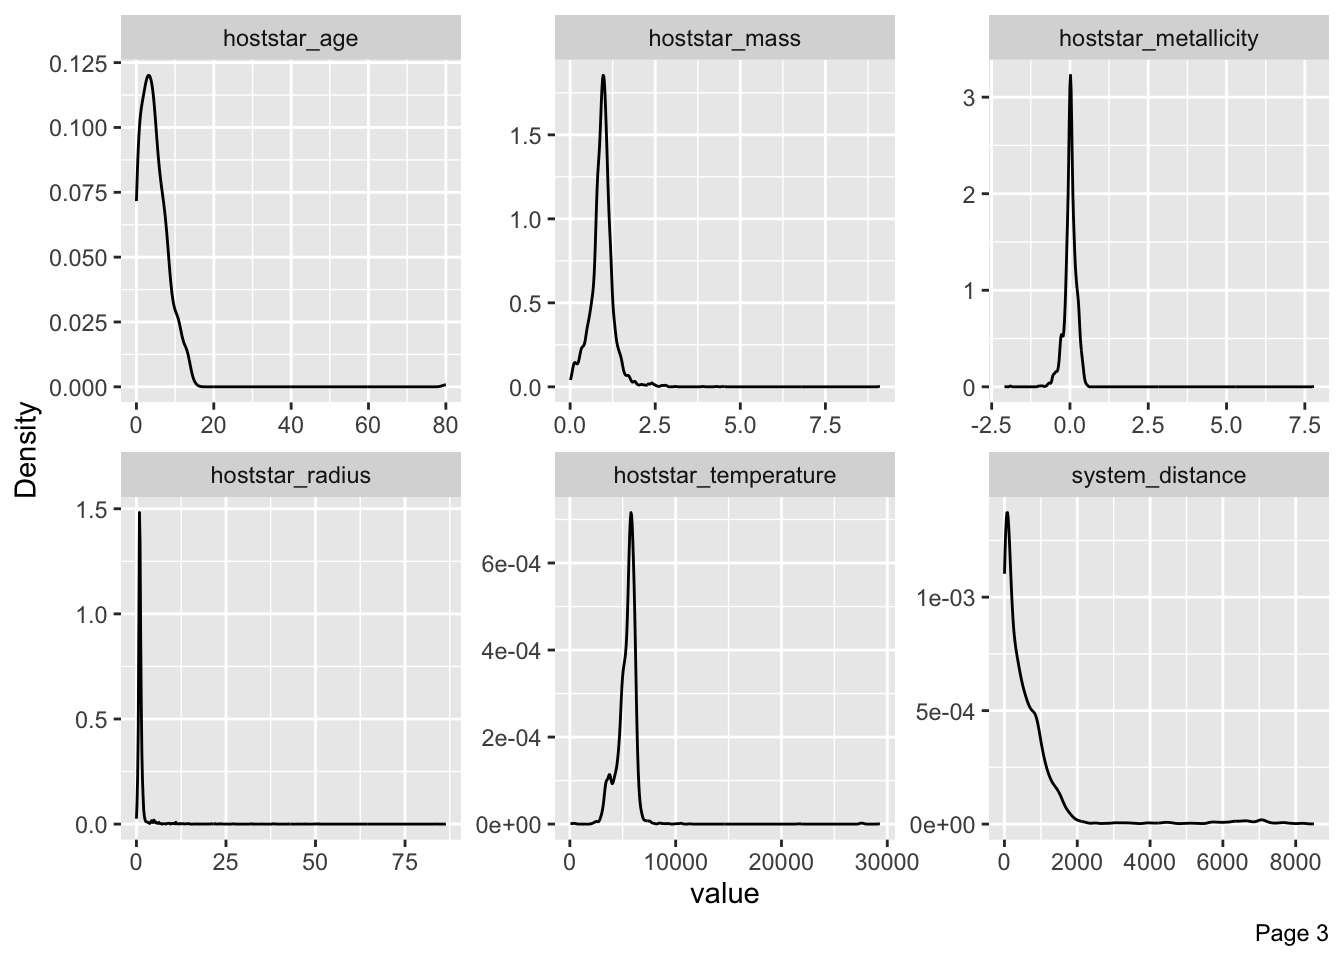 hoststar_age
hoststar_mass
hoststar_metallicity
0.125
0.100
0.075
0.050
0.025
0.000
1.5
1.0
0.5
0.0
3
2
1
0
0 20 40 60 80
0.0 2.5 5.0 7.5
-2.5 0.0 2.5 5.0 7.5
Density
hoststar_radius
hoststar_temperature
system_distance
1.5
1.0
0.5
0.0
6e-04
4e-04
2e-04
0e+00
1e-03
5e-04
0e+00
0 25 50 75
0 10000 20000 30000
0 2000 4000 6000 8000
value
Page 3